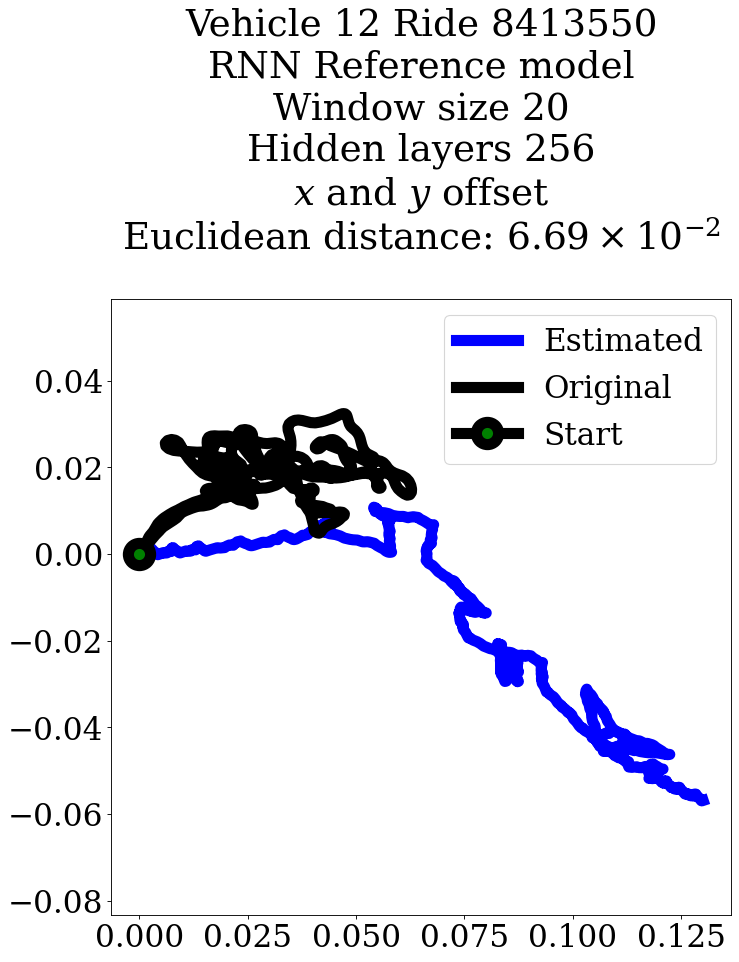 Vehicle 12 Ride 8413550
RNN Reference model
Window size 20
Hidden layers 256
x and y offset
Euclidean distance: 6.69 × 10⁻²
Estimated
Original
Start
0.04
0.02
0.00
−0.02
−0.04
−0.06
−0.08
0.000 0.025 0.050 0.075 0.100 0.125